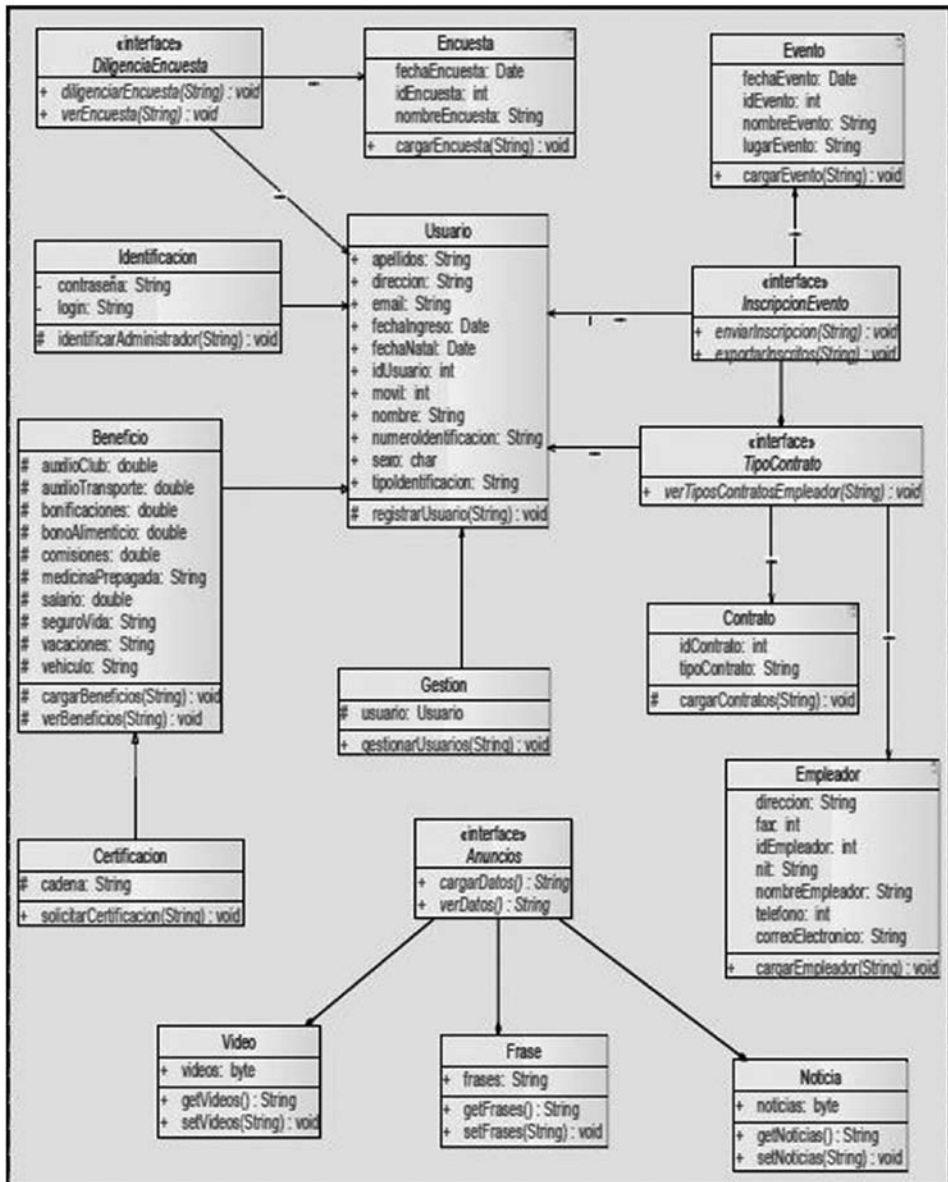 «interface»
DiligenciaEncuesta
+ diligenciarEncuesta(String) : void
+ verEncuesta(String) : void
Encuesta
fechaEncuesta: Date
idEncuesta: int
nombreEncuesta: String
+ cargarEncuesta(String) : void
Evento
fechaEvento: Date
idEvento: int
nombreEvento: String
lugarEvento: String
+ cargarEvento(String) : void
Identificacion
- contraseña: String
- login: String
# identificarAdministrador(String) : void
Usuario
+ apellidos: String
+ direccion: String
+ email: String
+ fechaIngreso: Date
+ fechaNatal: Date
+ idUsuario: int
+ movil: int
+ nombre: String
+ numeroIdentificacion: String
+ sexo: char
+ tipoIdentificacion: String
# registrarUsuario(String) : void
«interface»
InscripcionEvento
+ enviarInscripcion(String) : void
+ exportarInscritos(String) : void
Beneficio
# auxilioClub: double
# auxilioTransporte: double
# bonificaciones: double
# bonoAlimenticio: double
# comisiones: double
# medicinaPrepagada: String
# salario: double
# seguroVida: String
# vacaciones: String
# vehiculo: String
# cargarBeneficios(String) : void
# verBeneficios(String) : void
«interface»
TipoContrato
+ verTiposContratosEmpleador(String) : void
Contrato
idContrato: int
tipoContrato: String
# cargarContratos(String) : void
Gestion
# usuario: Usuario
+ gestionarUsuarios(String) : void
Empleador
direccion: String
fax: int
idEmpleador: int
nit: String
nombreEmpleador: String
telefono: int
correoElectronico: String
+ cargarEmpleador(String) : void
Certificacion
# cadena: String
+ solicitarCertificacion(String) : void
«interface»
Anuncios
+ cargarDatos() : String
+ verDatos() : String
Video
+ videos: byte
+ getVideos() : String
+ setVideos(String) : void
Frase
+ frases: String
+ getFrases() : String
+ setFrases(String) : void
Noticia
+ noticias: byte
+ getNoticias() : String
+ setNoticias(String) : void